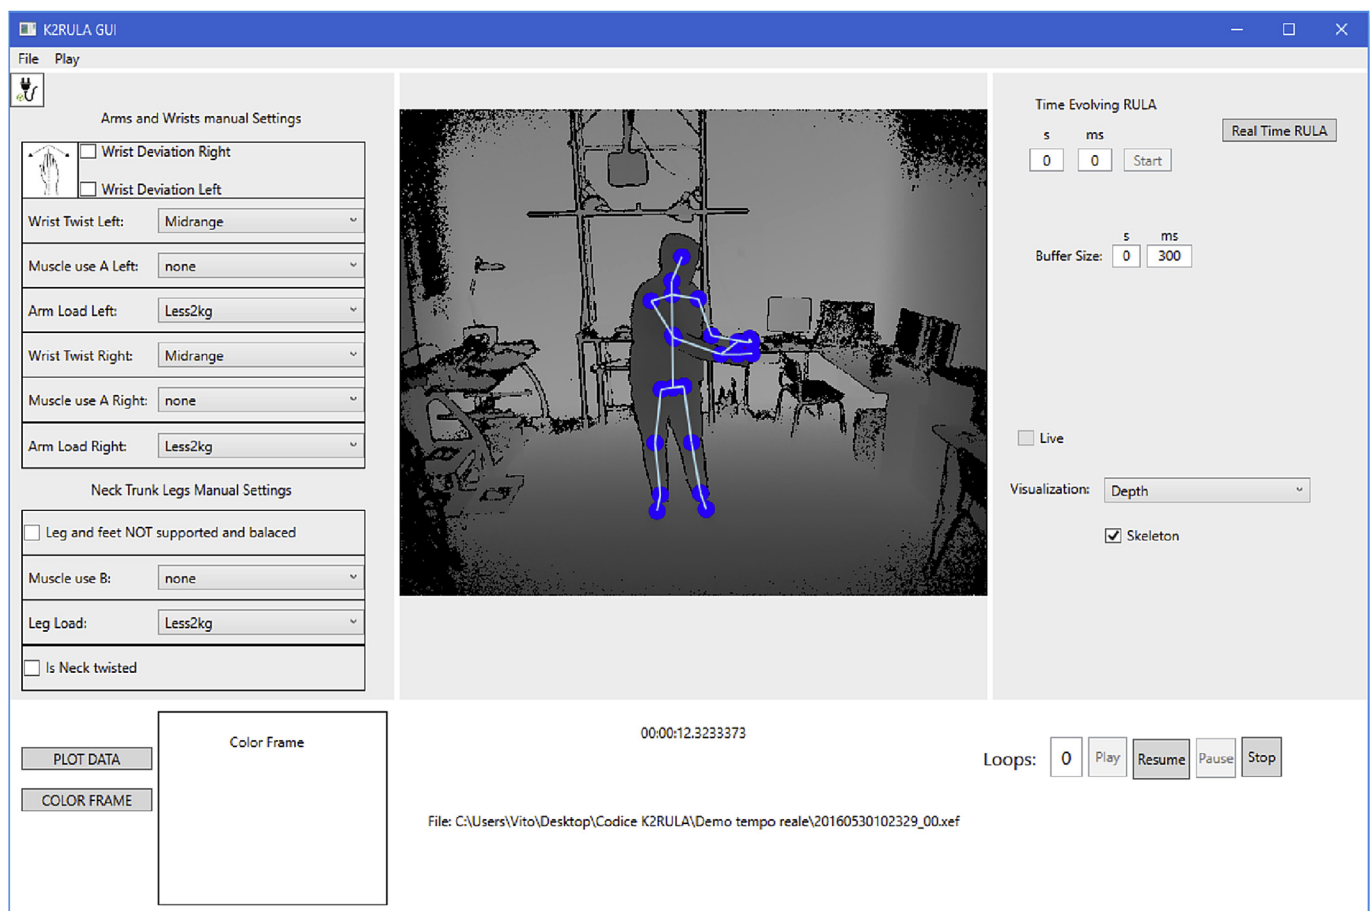 K2RULA GUI
File Play
Arms and Wrists manual Settings
Wrist Deviation Right
Wrist Deviation Left
Wrist Twist Left: Midrange
Muscle use A Left: none
Arm Load Left: Less2kg
Wrist Twist Right: Midrange
Muscle use A Right: none
Arm Load Right: Less2kg
Neck Trunk Legs Manual Settings
Leg and feet NOT supported and balaced
Muscle use B: none
Leg Load: Less2kg
Is Neck twisted
Time Evolving RULA
Real Time RULA
s ms
0 0 Start
s ms
Buffer Size: 0 300
Live
Visualization: Depth
Skeleton
PLOT DATA
COLOR FRAME
Color Frame
00:00:12.3233373
File: C:\Users\Vito\Desktop\Codice K2RULA\Demo tempo reale\20160530102329_00.xef
Loops: 0 Play Resume Pause Stop